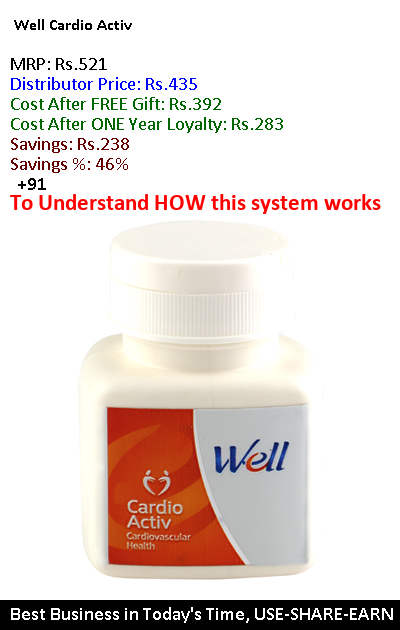 Well Cardio Activ
MRP: Rs.521
Distributor Price: Rs.435
Cost After FREE Gift: Rs.392
Cost After ONE Year Loyalty: Rs.283
Savings: Rs.238
Savings %: 46%
+91
To Understand HOW this system works
Well
Cardio
Activ
Cardiovascular
Health
Best Business in Today's Time, USE-SHARE-EARN